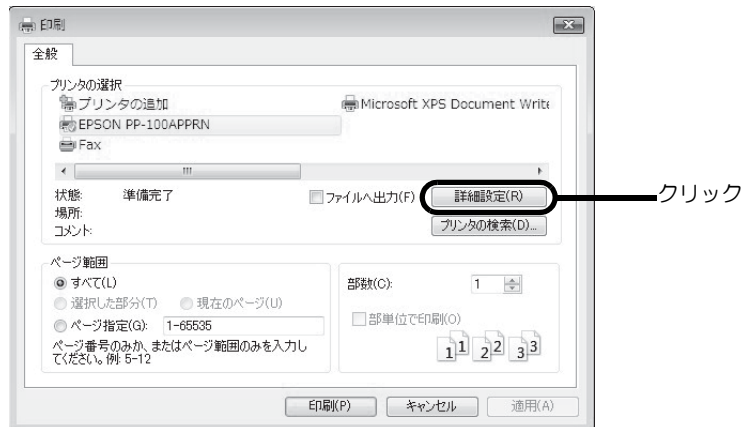 印刷
全般
プリンタの選択
プリンタの追加
Microsoft XPS Document Write
EPSON PP-100APPRN
Fax
状態: 準備完了
ファイルへ出力(F)
詳細設定(R)
クリック
場所:
コメント:
プリンタの検索(D)...
ページ範囲
すべて(L)
選択した部分(T) 現在のページ(U)
ページ指定(G): 1-65535
ページ番号のみか、またはページ範囲のみを入力し
てください。例: 5-12
部数(C): 1
部単位で印刷(O)
1 1 2 2 3 3
印刷(P) キャンセル 適用(A)